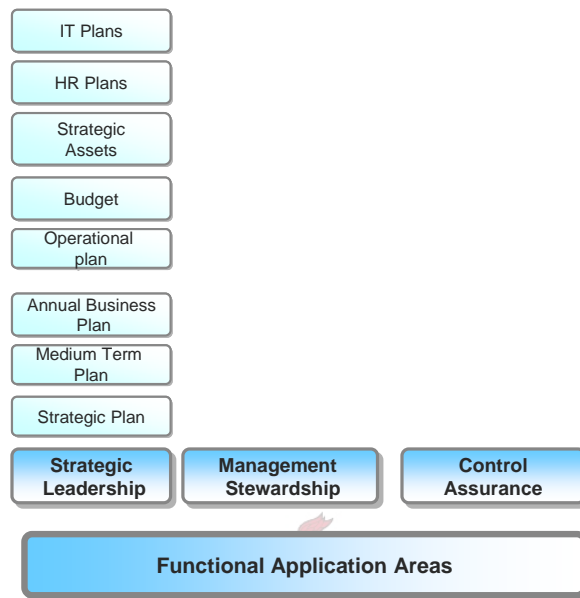 IT Plans
HR Plans
Strategic
Assets
Budget
Operational
plan
Annual Business
Plan
Medium Term
Plan
Strategic Plan
Strategic
Leadership
Management
Stewardship
Control
Assurance
Functional Application Areas